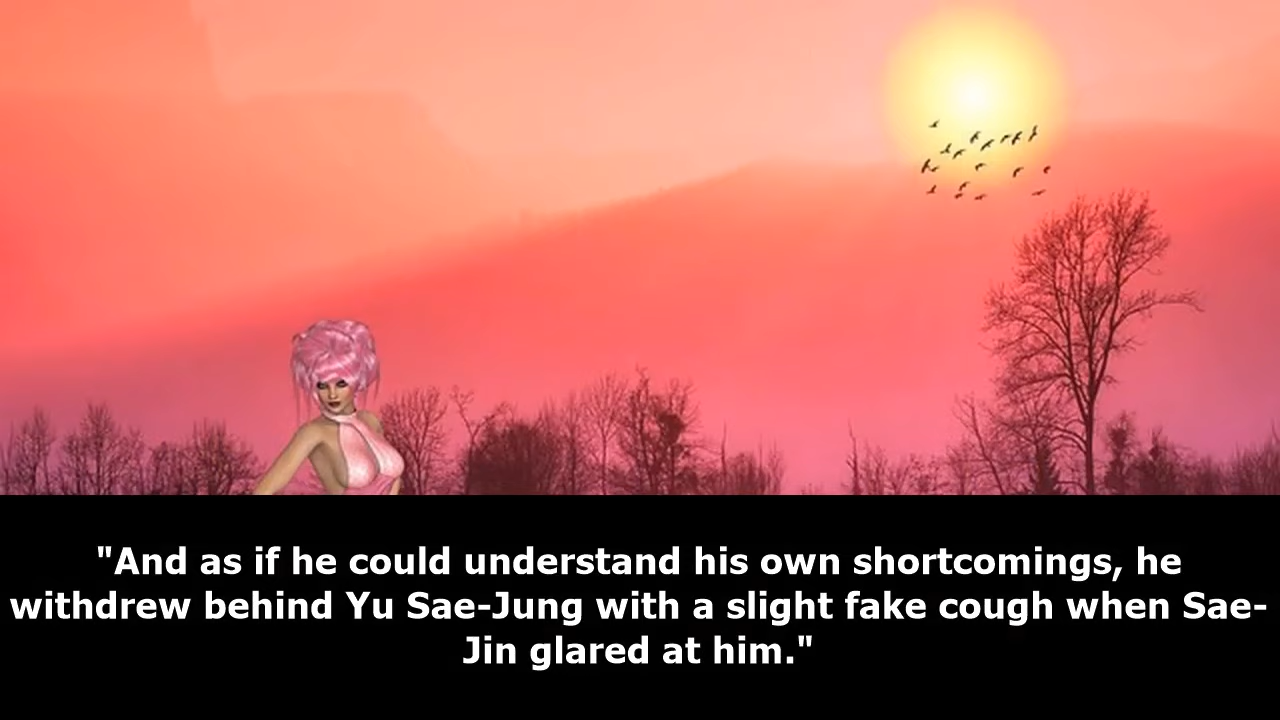 "And as if he could understand his own shortcomings, he
withdrew behind Yu Sae-Jung with a slight fake cough when Sae-
Jin glared at him."